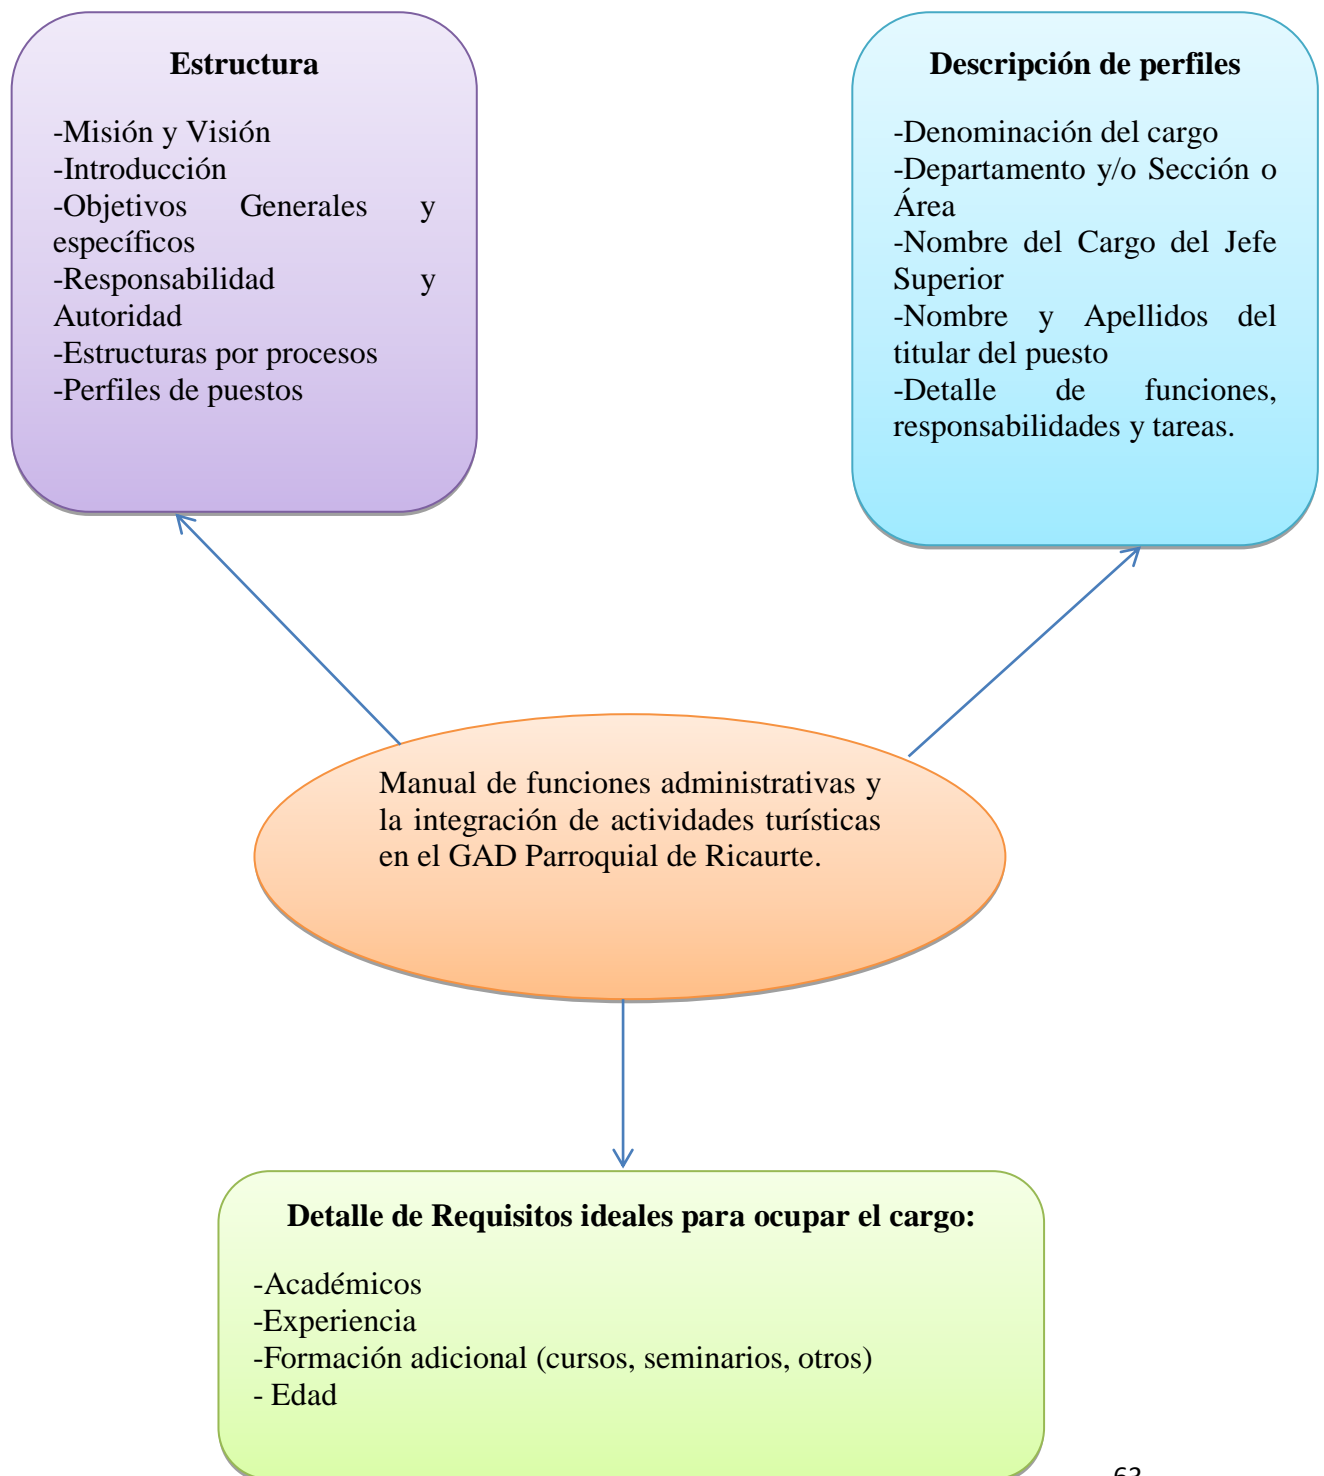 Estructura
-Misión y Visión
-Introducción
-Objetivos Generales y
específicos
-Responsabilidad y
Autoridad
-Estructuras por procesos
-Perfiles de puestos
Descripción de perfiles
-Denominación del cargo
-Departamento y/o Sección o
Área
-Nombre del Cargo del Jefe
Superior
-Nombre y Apellidos del
titular del puesto
-Detalle de funciones,
responsabilidades y tareas.
Manual de funciones administrativas y
la integración de actividades turísticas
en el GAD Parroquial de Ricaurte.
Detalle de Requisitos ideales para ocupar el cargo:
-Académicos
-Experiencia
-Formación adicional (cursos, seminarios, otros)
- Edad